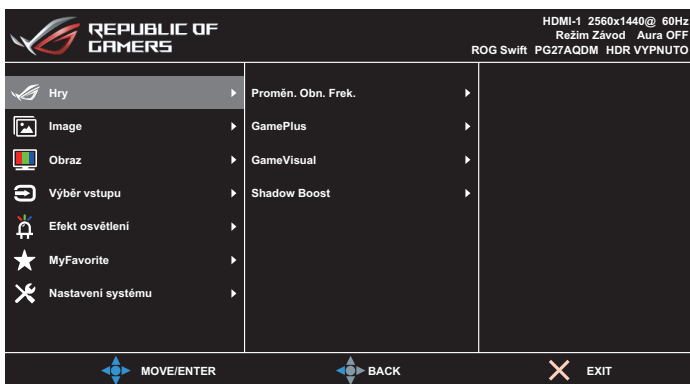 REPUBLIC OF
GAMERS
HDMI-1 2560x1440@ 60Hz
Režim Závod Aura OFF
ROG Swift PG27AQDM HDR VYPNUTO
Hry
Image
Obraz
Výběr vstupu
Efekt osvětlení
MyFavorite
Nastavení systému
Proměn. Obn. Frek.
GamePlus
GameVisual
Shadow Boost
MOVE/ENTER
BACK
EXIT